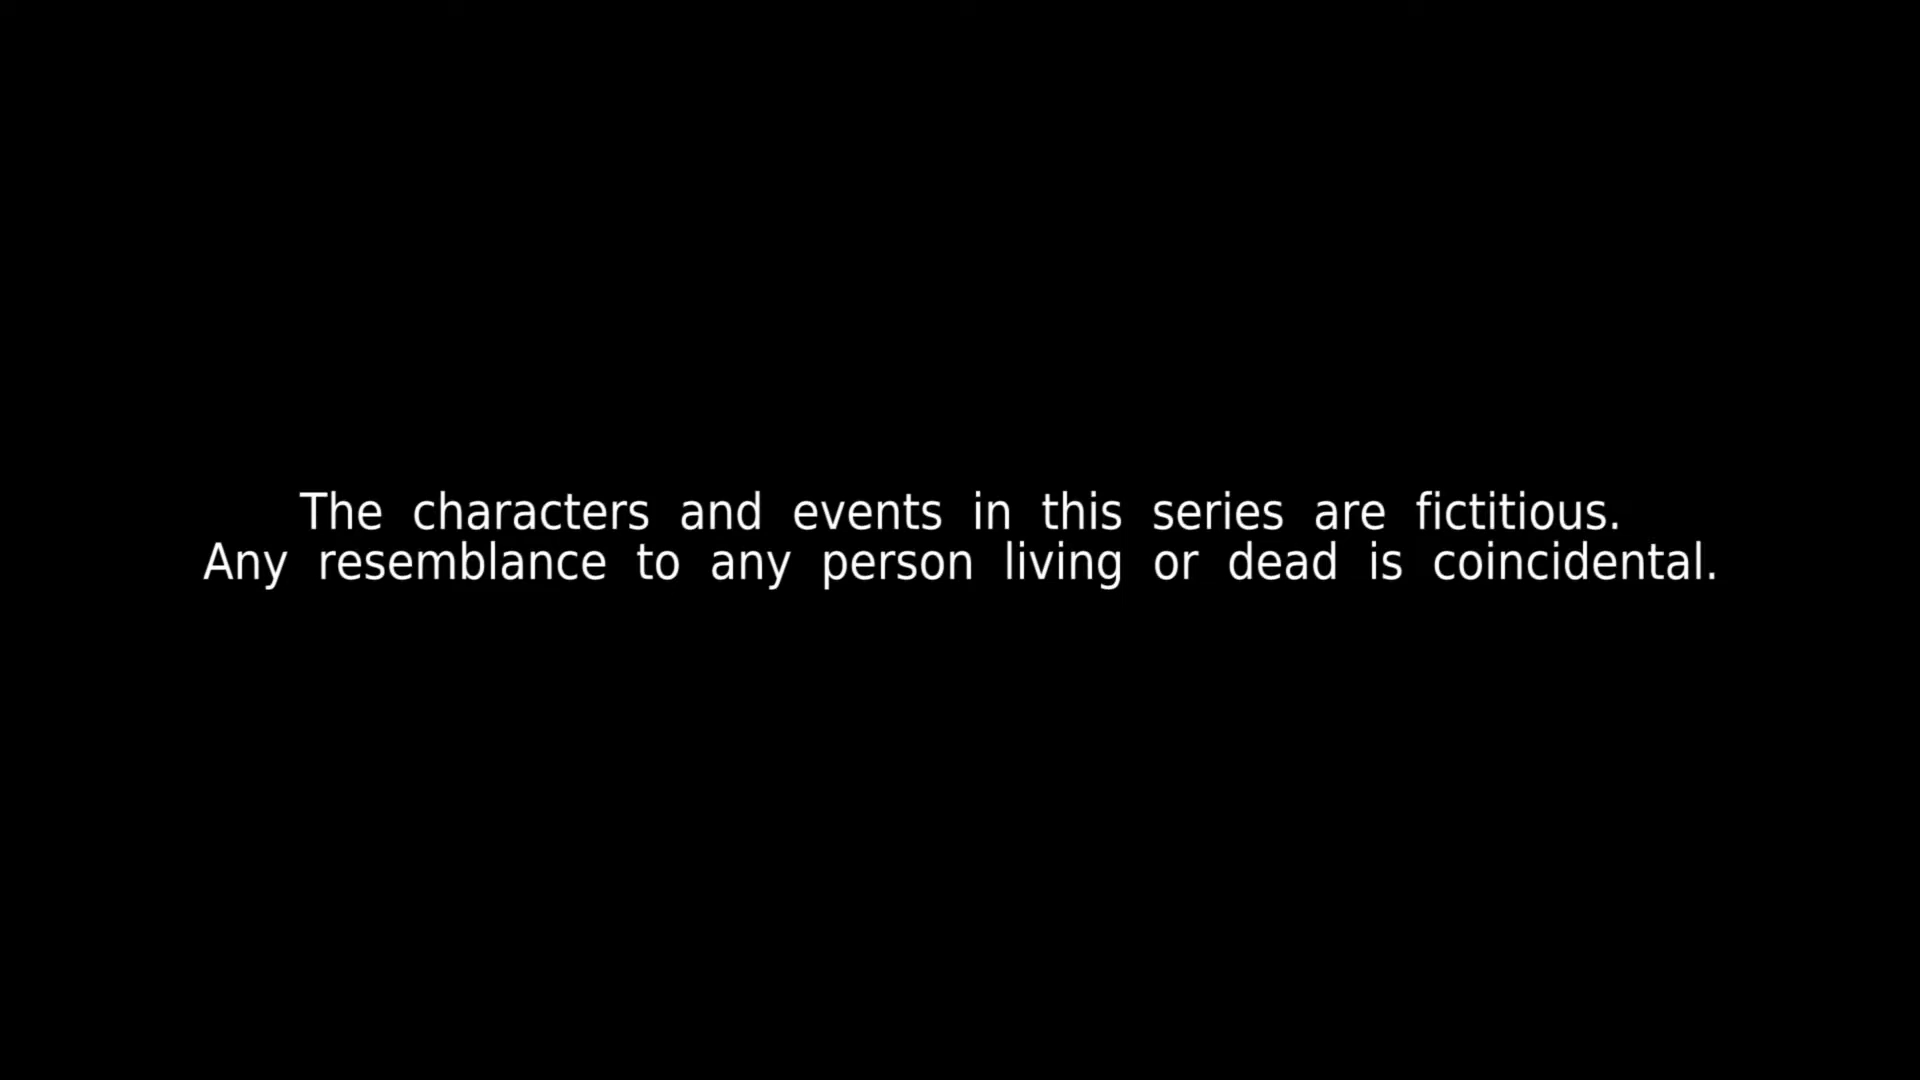 The characters and events in this series are fictitious.
Any resemblance to any person living or dead is coincidental.